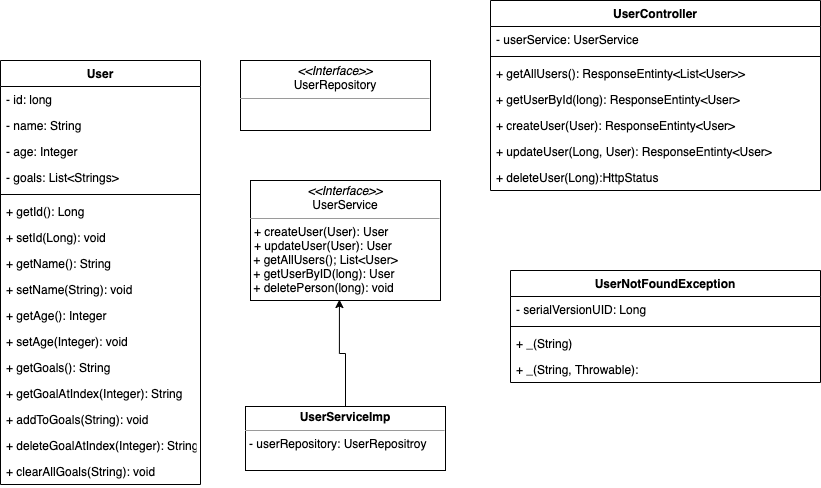 User
- id: long
- name: String
- age: Integer
- goals: List<Strings>
+ getId(): Long
+ setId(Long): void
+ getName(): String
+ setName(String): void
+ getAge(): Integer
+ setAge(Integer): void
+ getGoals(): String
+ getGoalAtIndex(Integer): String
+ addToGoals(String): void
+ deleteGoalAtIndex(Integer): String
+ clearAllGoals(String): void
<<Interface>>
UserRepository
<<Interface>>
UserService
+ createUser(User): User
+ updateUser(User): User
+ getAllUsers(); List<User>
+ getUserByID(long): User
+ deletePerson(long): void
UserServiceImp
- userRepository: UserRepositroy
UserController
- userService: UserService
+ getAllUsers(): ResponseEntinty<List<User>>
+ getUserById(long): ResponseEntinty<User>
+ createUser(User): ResponseEntinty<User>
+ updateUser(Long, User): ResponseEntinty<User>
+ deleteUser(Long):HttpStatus
UserNotFoundException
- serialVersionUID: Long
+ _(String)
+ _(String, Throwable):